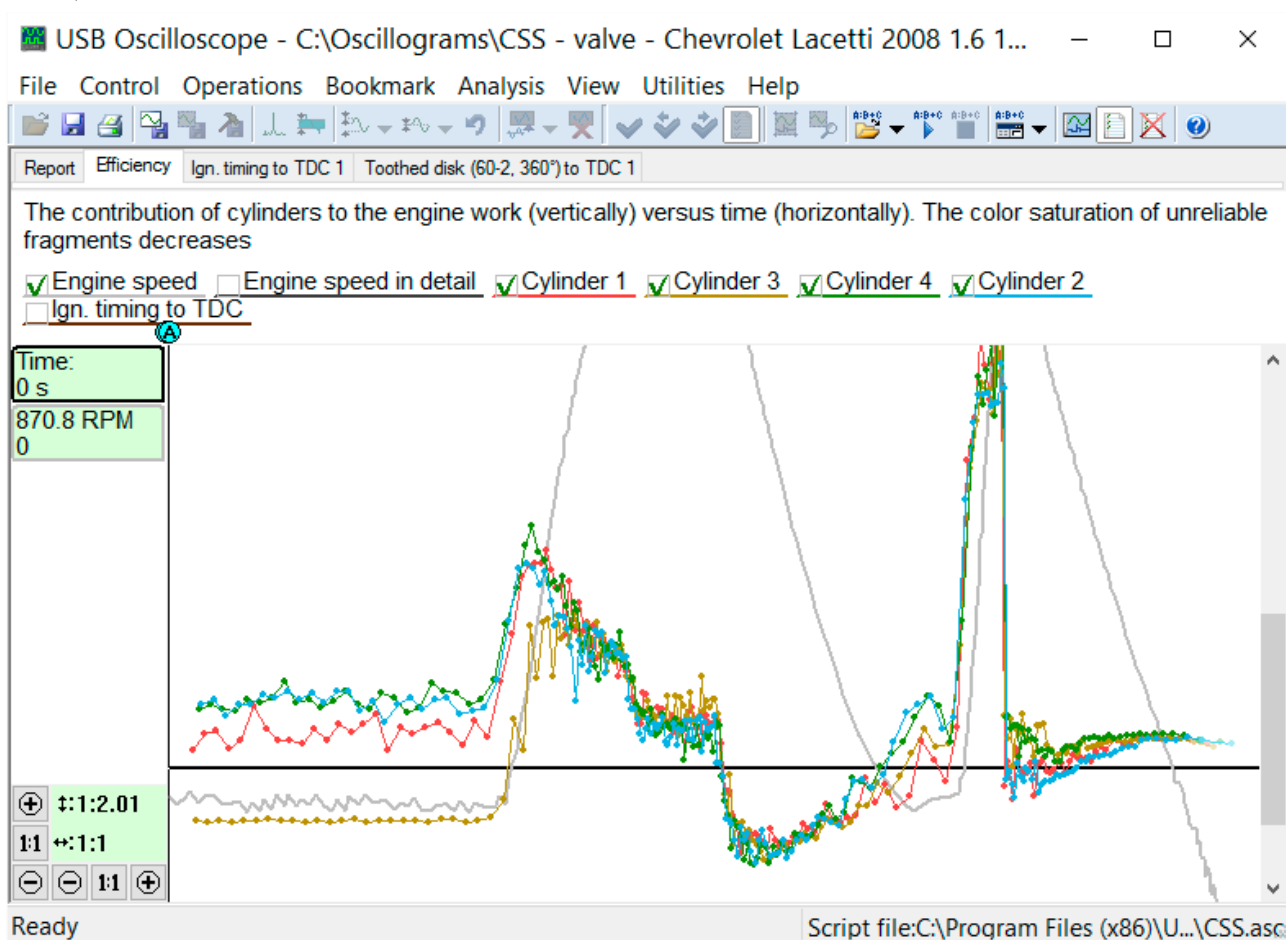 USB Oscilloscope - C:\Oscillograms\CSS - valve - Chevrolet Lacetti 2008 1.6 1...
File Control Operations Bookmark Analysis View Utilities Help
A:B+C A:B+C A:B+C A:B+C
Report Efficiency Ign. timing to TDC 1 Toothed disk (60-2, 360°) to TDC 1
The contribution of cylinders to the engine work (vertically) versus time (horizontally). The color saturation of unreliable
fragments decreases
Engine speed Engine speed in detail Cylinder 1 Cylinder 3 Cylinder 4 Cylinder 2
Ign. timing to TDC
A
Time:
0 s
870.8 RPM
0
1:2.01
1:1 1:1
1:1
Ready Script file:C:\Program Files (x86)\U...\CSS.asc